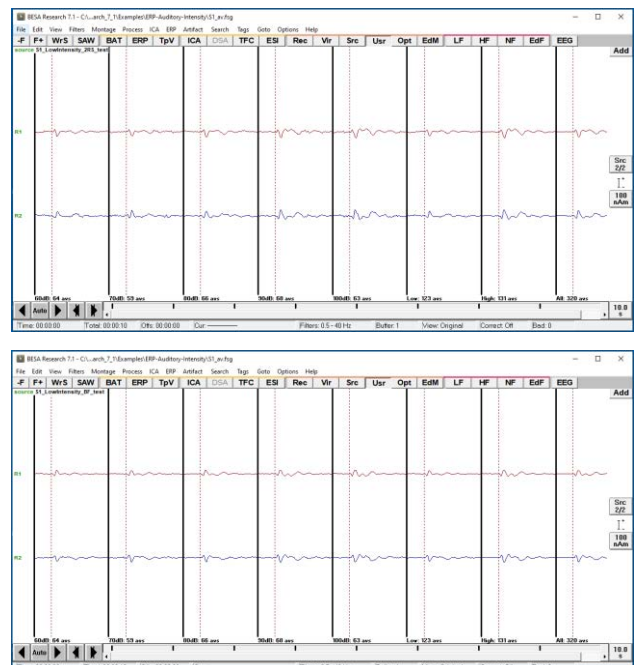 BESA Research 7.1 - C:\...arch_7_1\Examples\ERP-Auditory-Intensity\S1_av.fsg
File Edit View Filters Montage Process ICA ERP Artifact Search Tags Goto Options Help
-F F+ WrS SAW BAT ERP TpV ICA DSA TFC ESI Rec Vir Src Usr Opt EdM LF HF NF EdF EEG
source S1_LowIntensity_2RS_test
Add
R1
Src
2/2
100
nAm
R2
60dB: 64 avs 70dB: 59 avs 80dB: 66 avs 90dB: 68 avs 100dB: 63 avs Low: 123 avs High: 131 avs All: 320 avs
Auto 10.0
s
Time: 00:00:00 Total: 00:00:10 Offs: 00:00:00 Cur: Filters: 0.5 - 40 Hz Buffer: 1 View: Original Correct: Off Bad: 0
BESA Research 7.1 - C:\...arch_7_1\Examples\ERP-Auditory-Intensity\S1_av.fsg
File Edit View Filters Montage Process ICA ERP Artifact Search Tags Goto Options Help
-F F+ WrS SAW BAT ERP TpV ICA DSA TFC ESI Rec Vir Src Usr Opt EdM LF HF NF EdF EEG
source S1_LowIntensity_BF_test
Add
R1
Src
2/2
100
nAm
R2
60dB: 64 avs 70dB: 59 avs 80dB: 66 avs 90dB: 68 avs 100dB: 63 avs Low: 123 avs High: 131 avs All: 320 avs
Auto 10.0
s